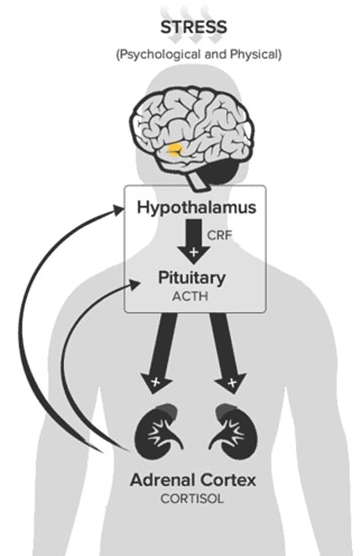 STRESS
(Psychological and Physical)
Hypothalamus
CRF
+
Pituitary
ACTH
+ +
Adrenal Cortex
CORTISOL